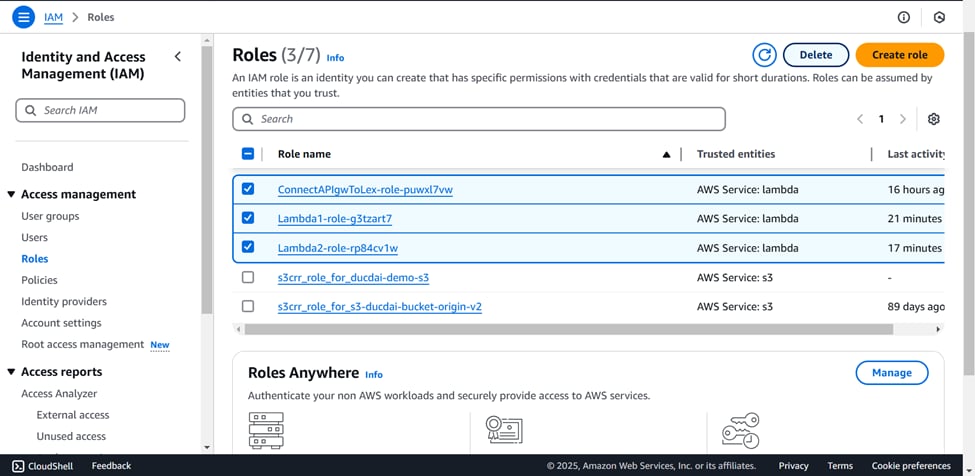 IAM > Roles
Identity and Access
Management (IAM)
Search IAM
Dashboard
Access management
User groups
Users
Roles
Policies
Identity providers
Account settings
Root access management New
Access reports
Access Analyzer
External access
Unused access
Roles (3/7) Info
Delete
Create role
An IAM role is an identity you can create that has specific permissions with credentials that are valid for short durations. Roles can be assumed by
entities that you trust.
Search
1
Role name Trusted entities Last activity
ConnectAPIgwToLex-role-puwxl7vw AWS Service: lambda 16 hours ag
Lambda1-role-g3tzart7 AWS Service: lambda 21 minutes
Lambda2-role-rp84cv1w AWS Service: lambda 17 minutes
s3crr_role_for_ducdai-demo-s3 AWS Service: s3 -
s3crr_role_for_s3-ducdai-bucket-origin-v2 AWS Service: s3 89 days ago
Roles Anywhere Info
Manage
Authenticate your non AWS workloads and securely provide access to AWS services.
CloudShell Feedback © 2025, Amazon Web Services, Inc. or its affiliates. Privacy Terms Cookie preferences